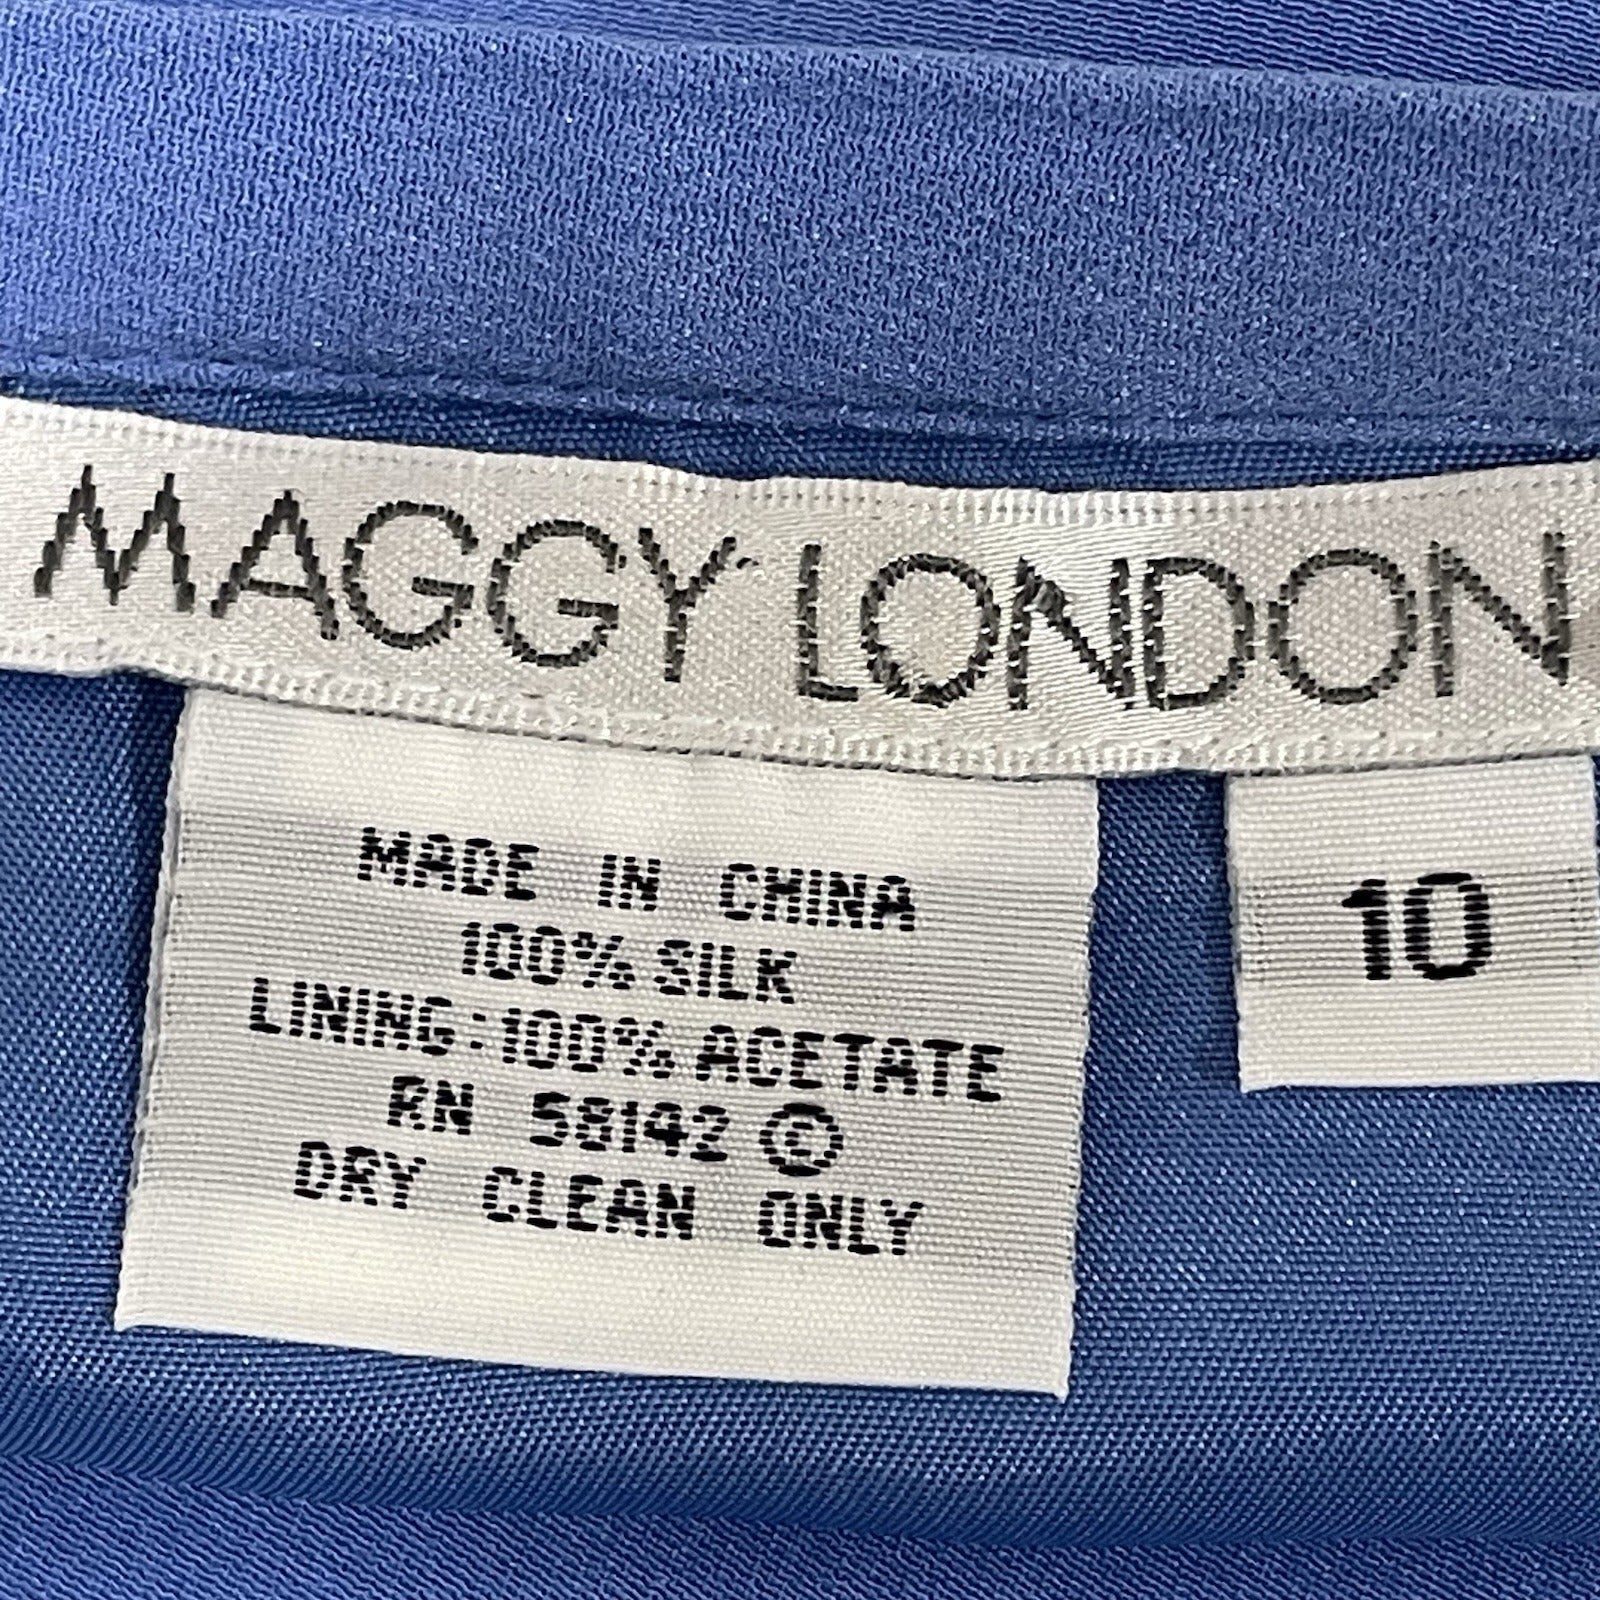 MAGGY LONDON
MADE IN CHINA
100% SILK
LINING:100% ACETATE
RN 58142 ©
DRY CLEAN ONLY
10